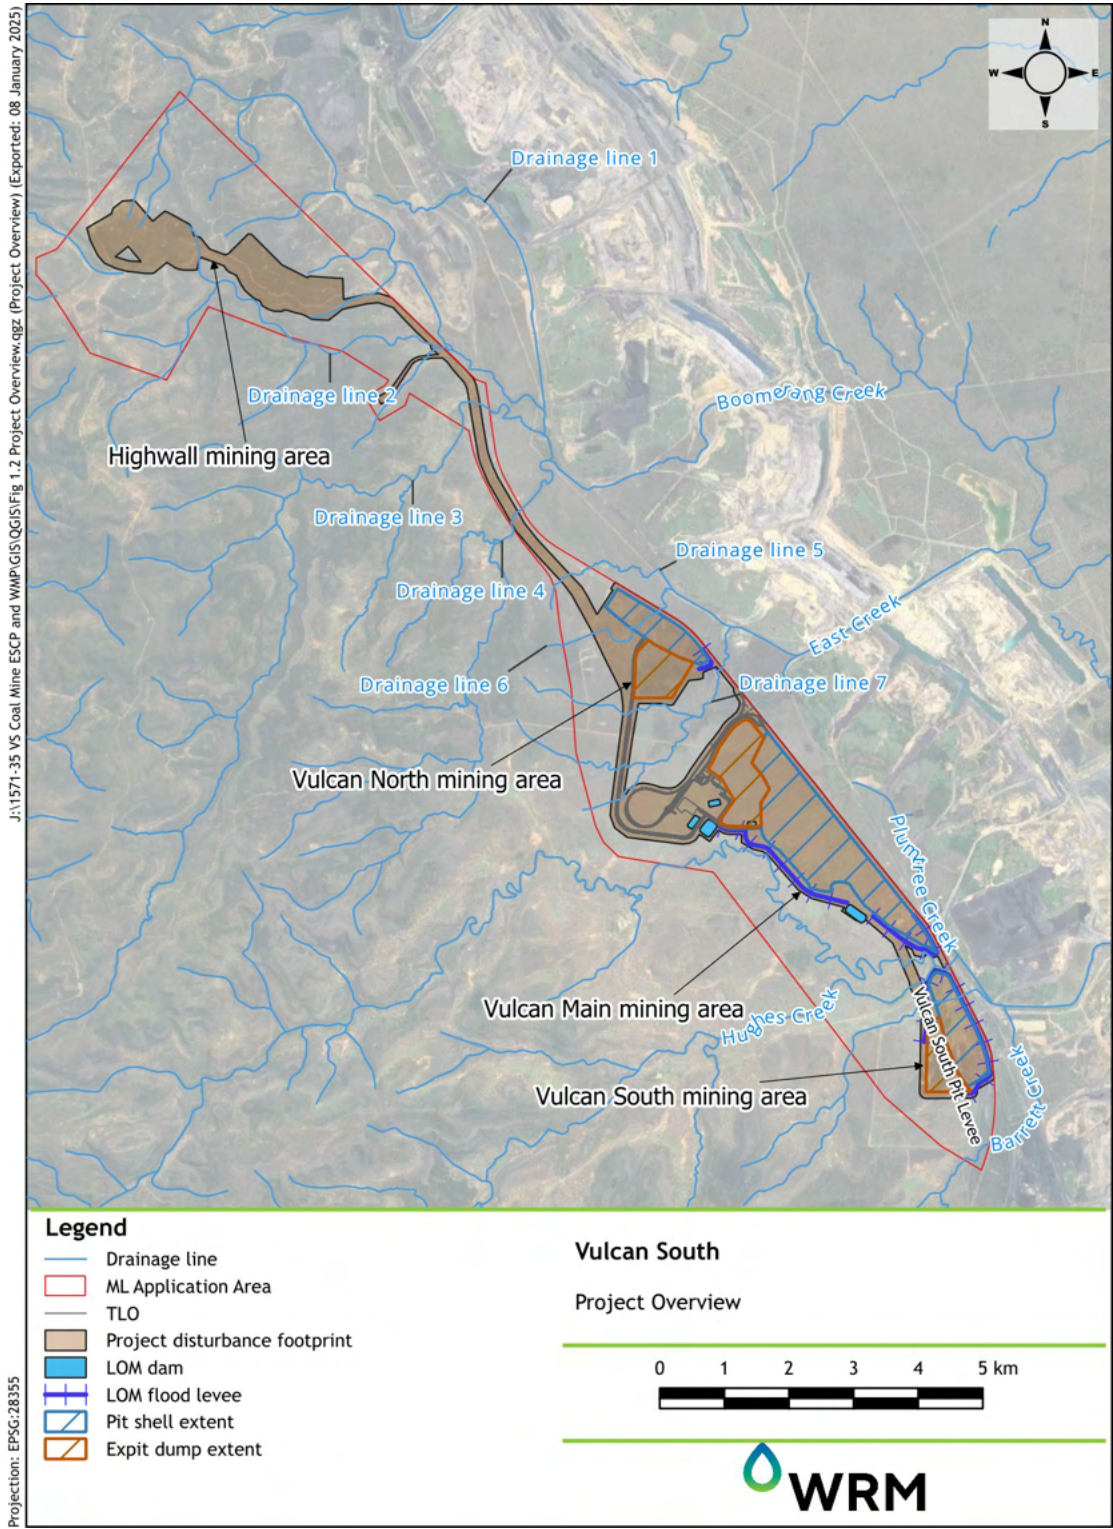 J:\1571-35 VS Coal Mine ESCP and WMP\GIS\QGIS\Fig 1.2 Project Overview.qgz (Project Overview) (Exported: 08 January 2025)
Projection: EPSG:28355
N
W
E
S
Drainage line 1
Boomerang Creek
Drainage line 2
Highwall mining area
Drainage line 3
Drainage line 5
Drainage line 4
East Creek
Drainage line 6
Drainage line 7
Vulcan North mining area
Plumtree Creek
Vulcan Main mining area
Hughes Creek
Vulcan South Pit Levee
Vulcan South mining area
Barrett Creek
Legend
Drainage line
ML Application Area
TLO
Project disturbance footprint
LOM dam
LOM flood levee
Pit shell extent
Expit dump extent
Vulcan South
Project Overview
0 1 2 3 4 5 km
WRM